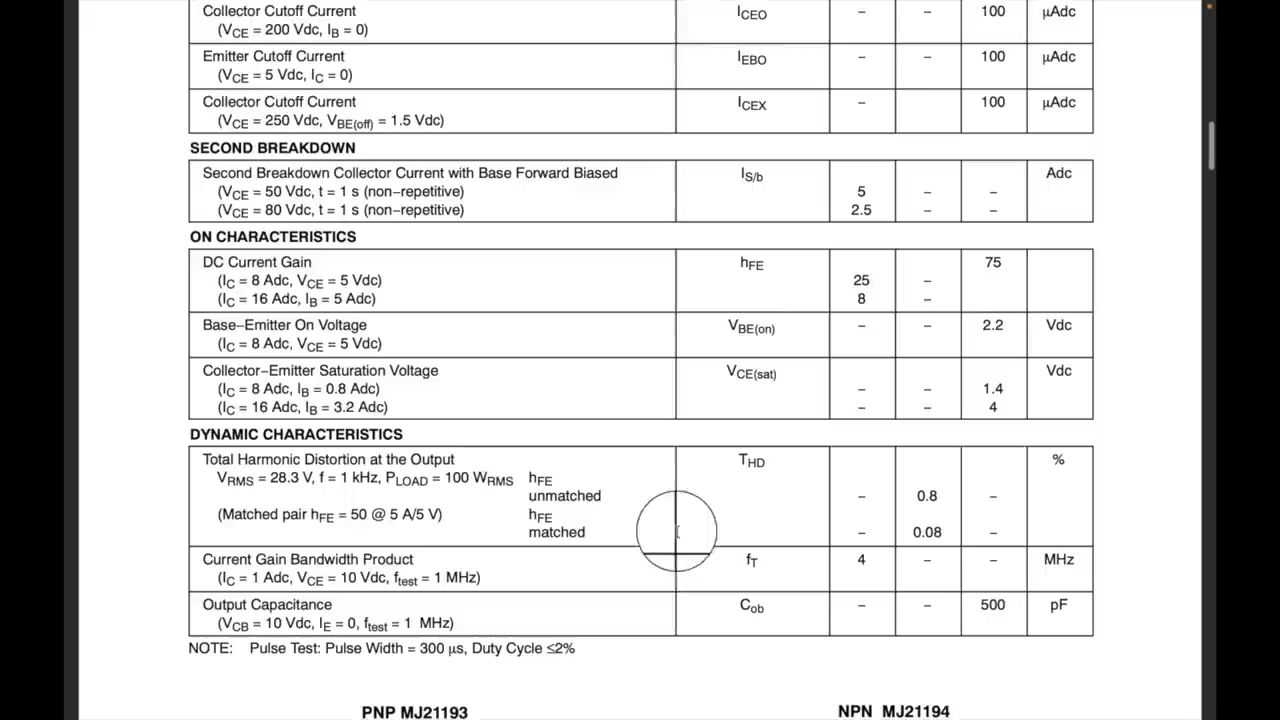 Collector Cutoff Current ICEO – – 100 μAdc
(VCE = 200 Vdc, IB = 0)
Emitter Cutoff Current IEBO – – 100 μAdc
(VCE = 5 Vdc, IC = 0)
Collector Cutoff Current ICEX – 100 μAdc
(VCE = 250 Vdc, VBE(off) = 1.5 Vdc)
SECOND BREAKDOWN
Second Breakdown Collector Current with Base Forward Biased IS/b Adc
(VCE = 50 Vdc, t = 1 s (non−repetitive) 5 – –
(VCE = 80 Vdc, t = 1 s (non−repetitive) 2.5 – –
ON CHARACTERISTICS
DC Current Gain hFE 75
(IC = 8 Adc, VCE = 5 Vdc) 25 –
(IC = 16 Adc, IB = 5 Adc) 8 –
Base−Emitter On Voltage VBE(on) – – 2.2 Vdc
(IC = 8 Adc, VCE = 5 Vdc)
Collector−Emitter Saturation Voltage VCE(sat) Vdc
(IC = 8 Adc, IB = 0.8 Adc) – – 1.4
(IC = 16 Adc, IB = 3.2 Adc) – – 4
DYNAMIC CHARACTERISTICS
Total Harmonic Distortion at the Output THD %
VRMS = 28.3 V, f = 1 kHz, PLOAD = 100 WRMS hFE
unmatched – 0.8 –
(Matched pair hFE = 50 @ 5 A/5 V) hFE
matched – 0.08 –
Current Gain Bandwidth Product fT 4 – – MHz
(IC = 1 Adc, VCE = 10 Vdc, ftest = 1 MHz)
Output Capacitance Cob – – 500 pF
(VCB = 10 Vdc, IE = 0, ftest = 1 MHz)
NOTE: Pulse Test: Pulse Width = 300 μs, Duty Cycle ≤2%
PNP MJ21193 NPN MJ21194